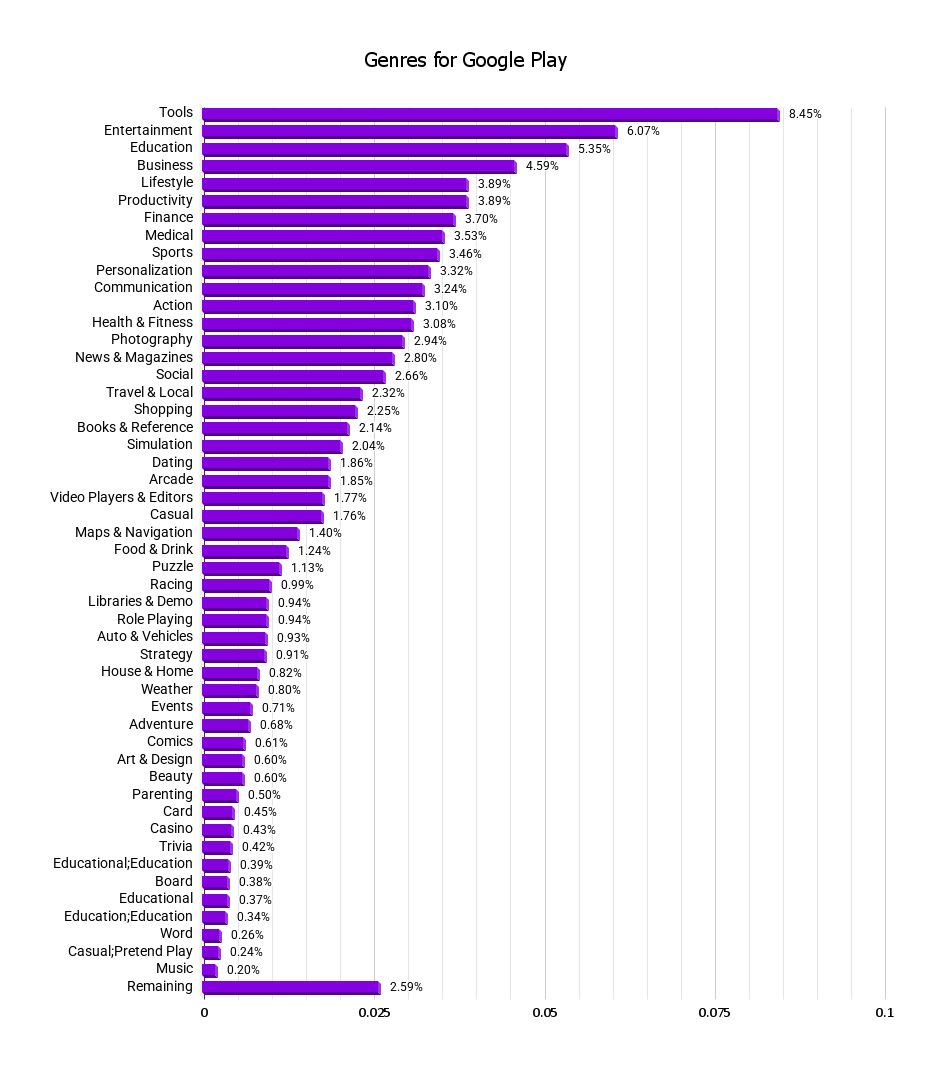 Genres for Google Play
Tools 8.45%
Entertainment 6.07%
Education 5.35%
Business 4.59%
Lifestyle 3.89%
Productivity 3.89%
Finance 3.70%
Medical 3.53%
Sports 3.46%
Personalization 3.32%
Communication 3.24%
Action 3.10%
Health & Fitness 3.08%
Photography 2.94%
News & Magazines 2.80%
Social 2.66%
Travel & Local 2.32%
Shopping 2.25%
Books & Reference 2.14%
Simulation 2.04%
Dating 1.86%
Arcade 1.85%
Video Players & Editors 1.77%
Casual 1.76%
Maps & Navigation 1.40%
Food & Drink 1.24%
Puzzle 1.13%
Racing 0.99%
Libraries & Demo 0.94%
Role Playing 0.94%
Auto & Vehicles 0.93%
Strategy 0.91%
House & Home 0.82%
Weather 0.80%
Events 0.71%
Adventure 0.68%
Comics 0.61%
Art & Design 0.60%
Beauty 0.60%
Parenting 0.50%
Card 0.45%
Casino 0.43%
Trivia 0.42%
Educational;Education 0.39%
Board 0.38%
Educational 0.37%
Education;Education 0.34%
Word 0.26%
Casual;Pretend Play 0.24%
Music 0.20%
Remaining 2.59%
0 0.025 0.05 0.075 0.1